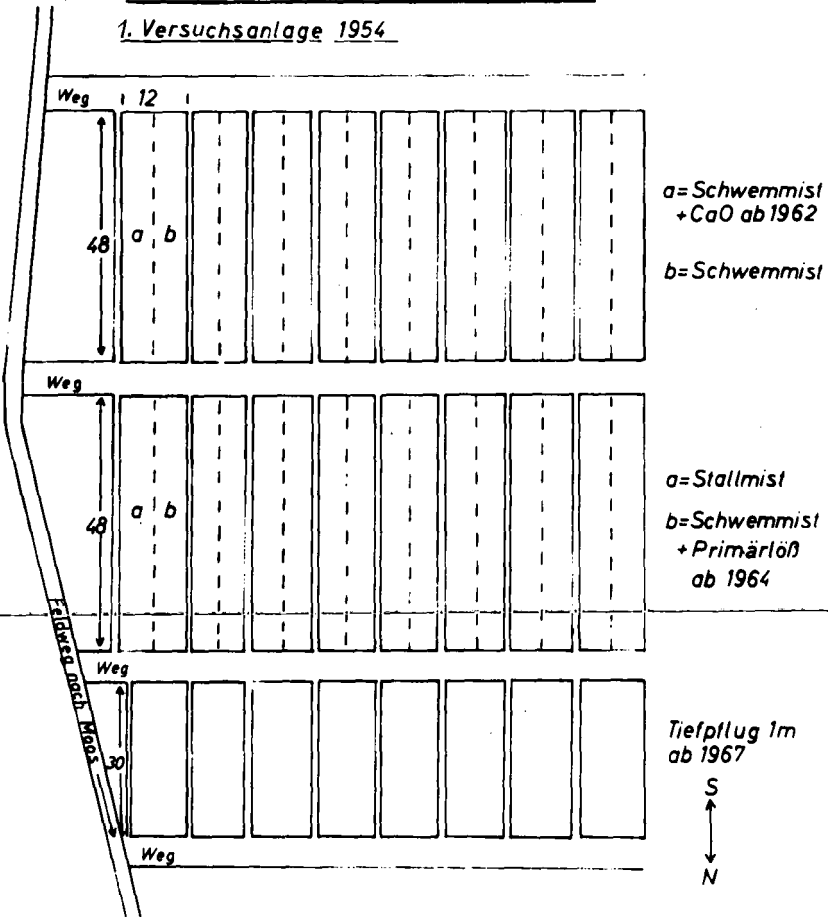 1. Versuchsanlage 1954
Weg
12
48
a b
a=Schwemmist
+CaO ab 1962
b=Schwemmist
Weg
48
a b
a=Stallmist
b=Schwemmist
+Primärlöß
ab 1964
Feldweg nach Moos
Weg
30
Tiefpflug 1m
ab 1967
S
N
Weg